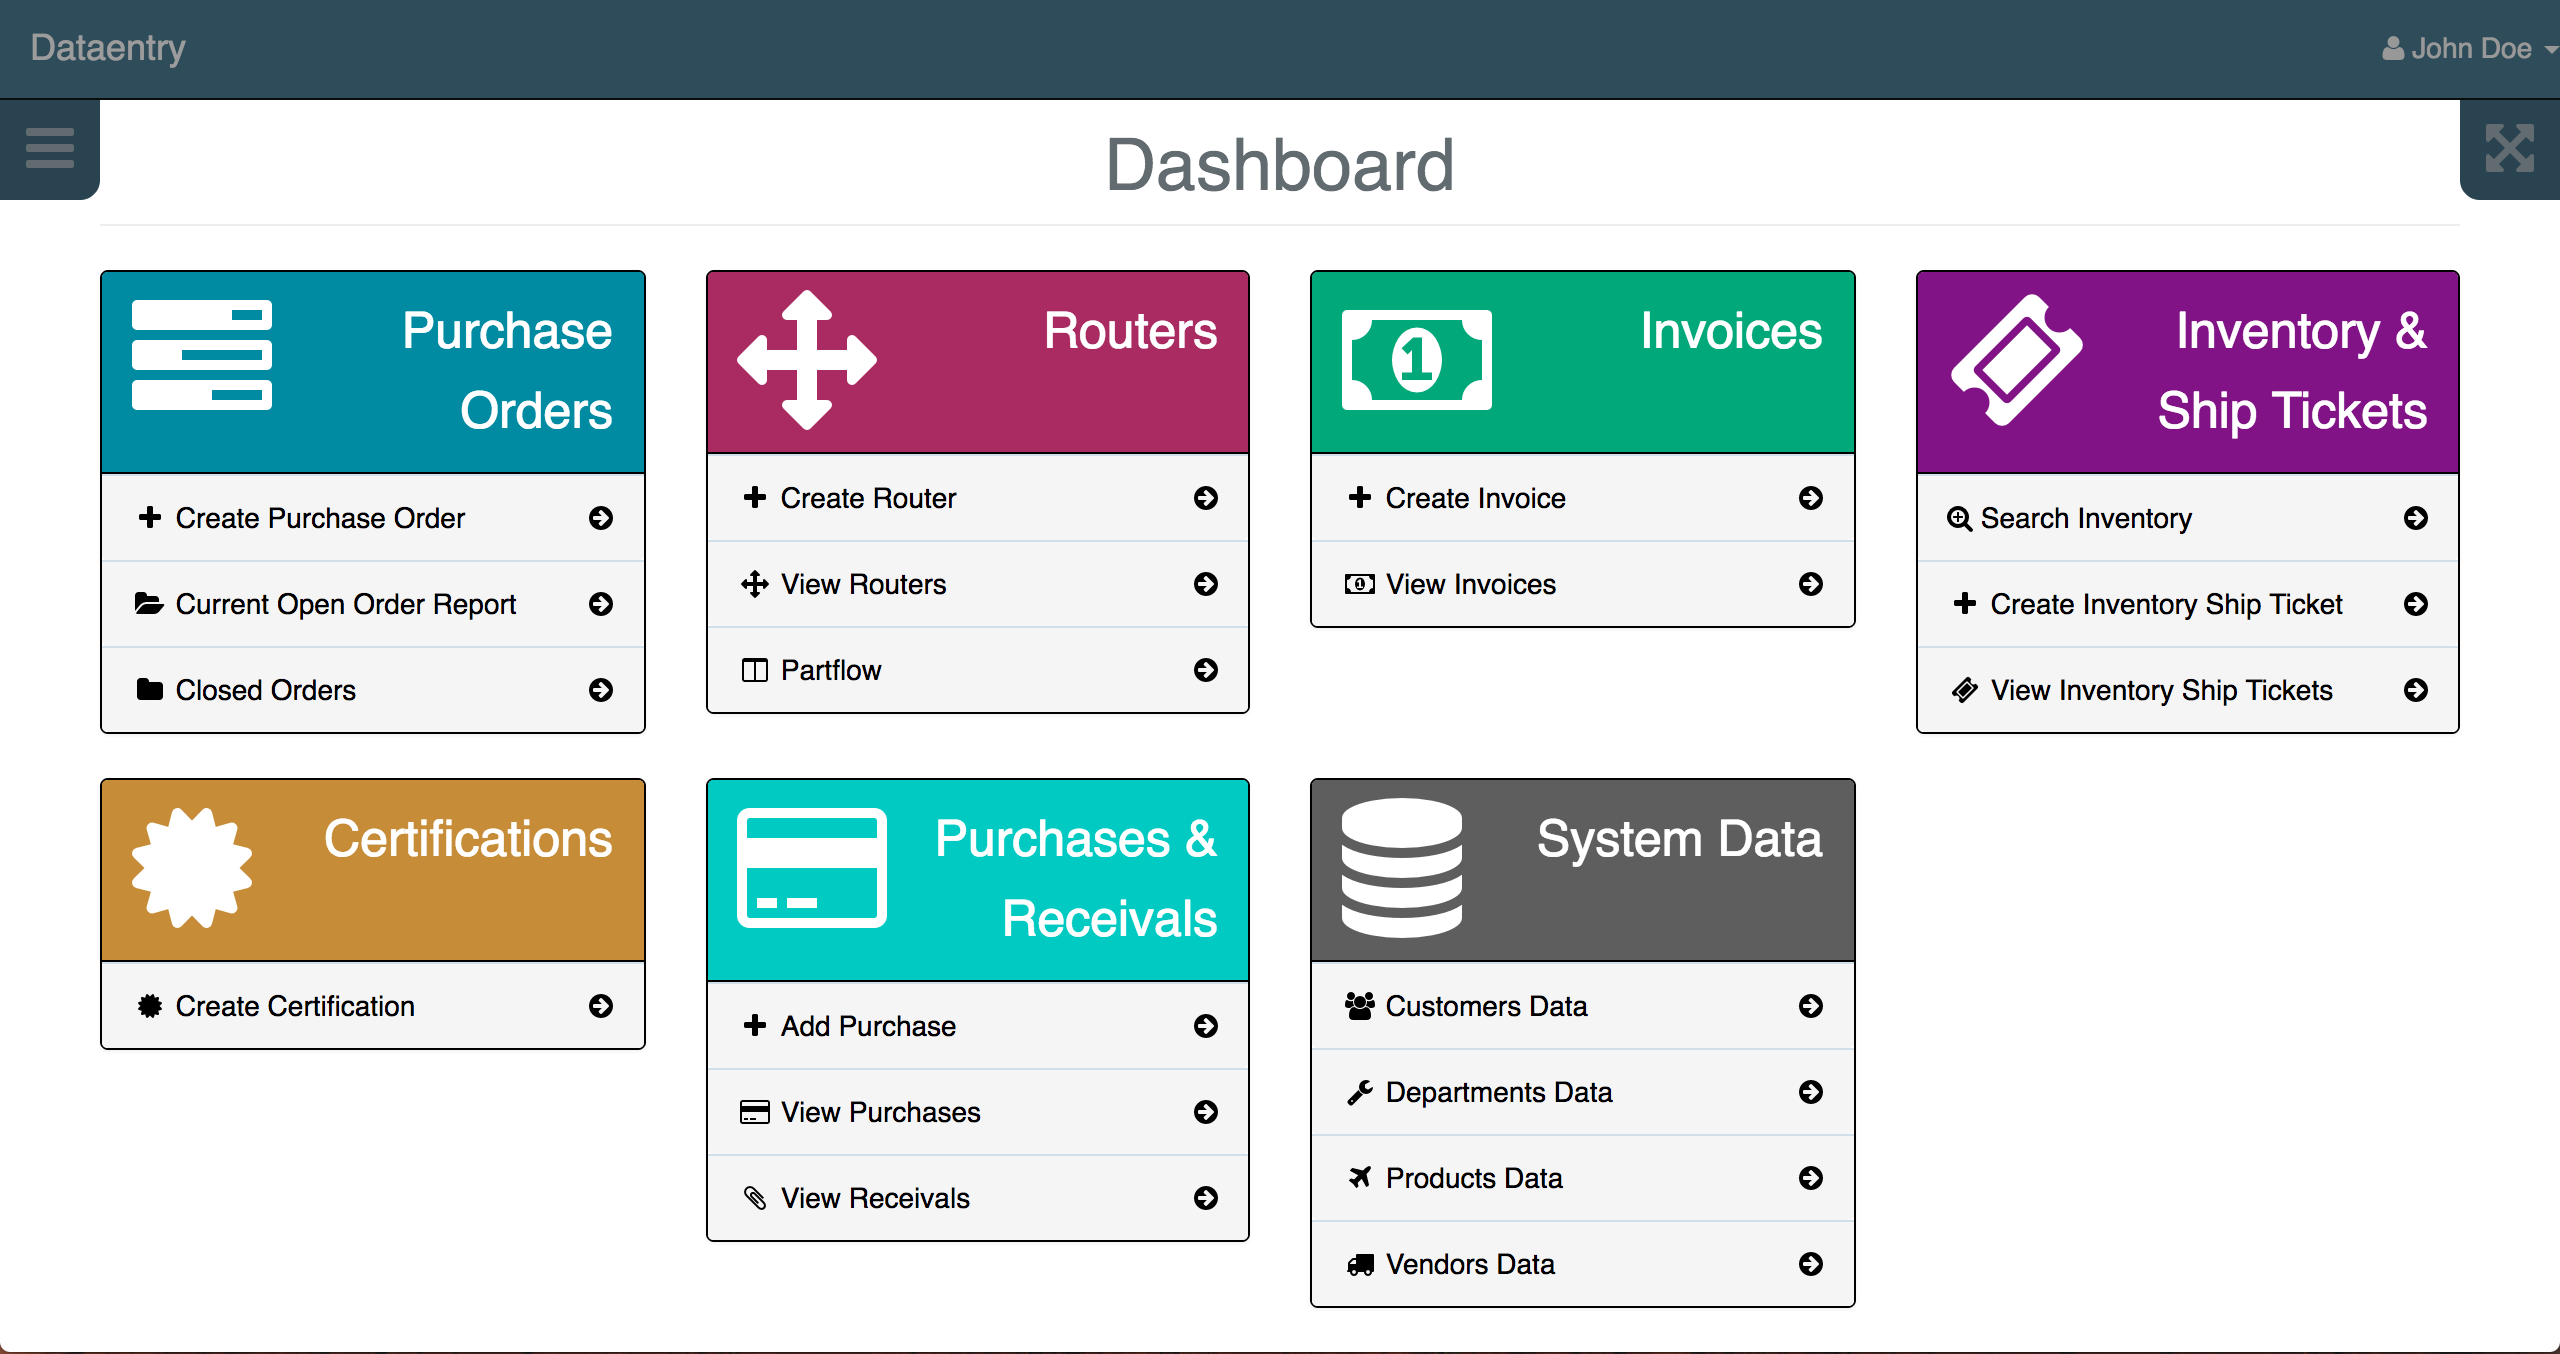 Dataentry
John Doe
Dashboard
Purchase
Orders
Create Purchase Order
Current Open Order Report
Closed Orders
Routers
Create Router
View Routers
Partflow
Invoices
Create Invoice
View Invoices
Inventory &
Ship Tickets
Search Inventory
Create Inventory Ship Ticket
View Inventory Ship Tickets
Certifications
Create Certification
Purchases &
Receivals
Add Purchase
View Purchases
View Receivals
System Data
Customers Data
Departments Data
Products Data
Vendors Data